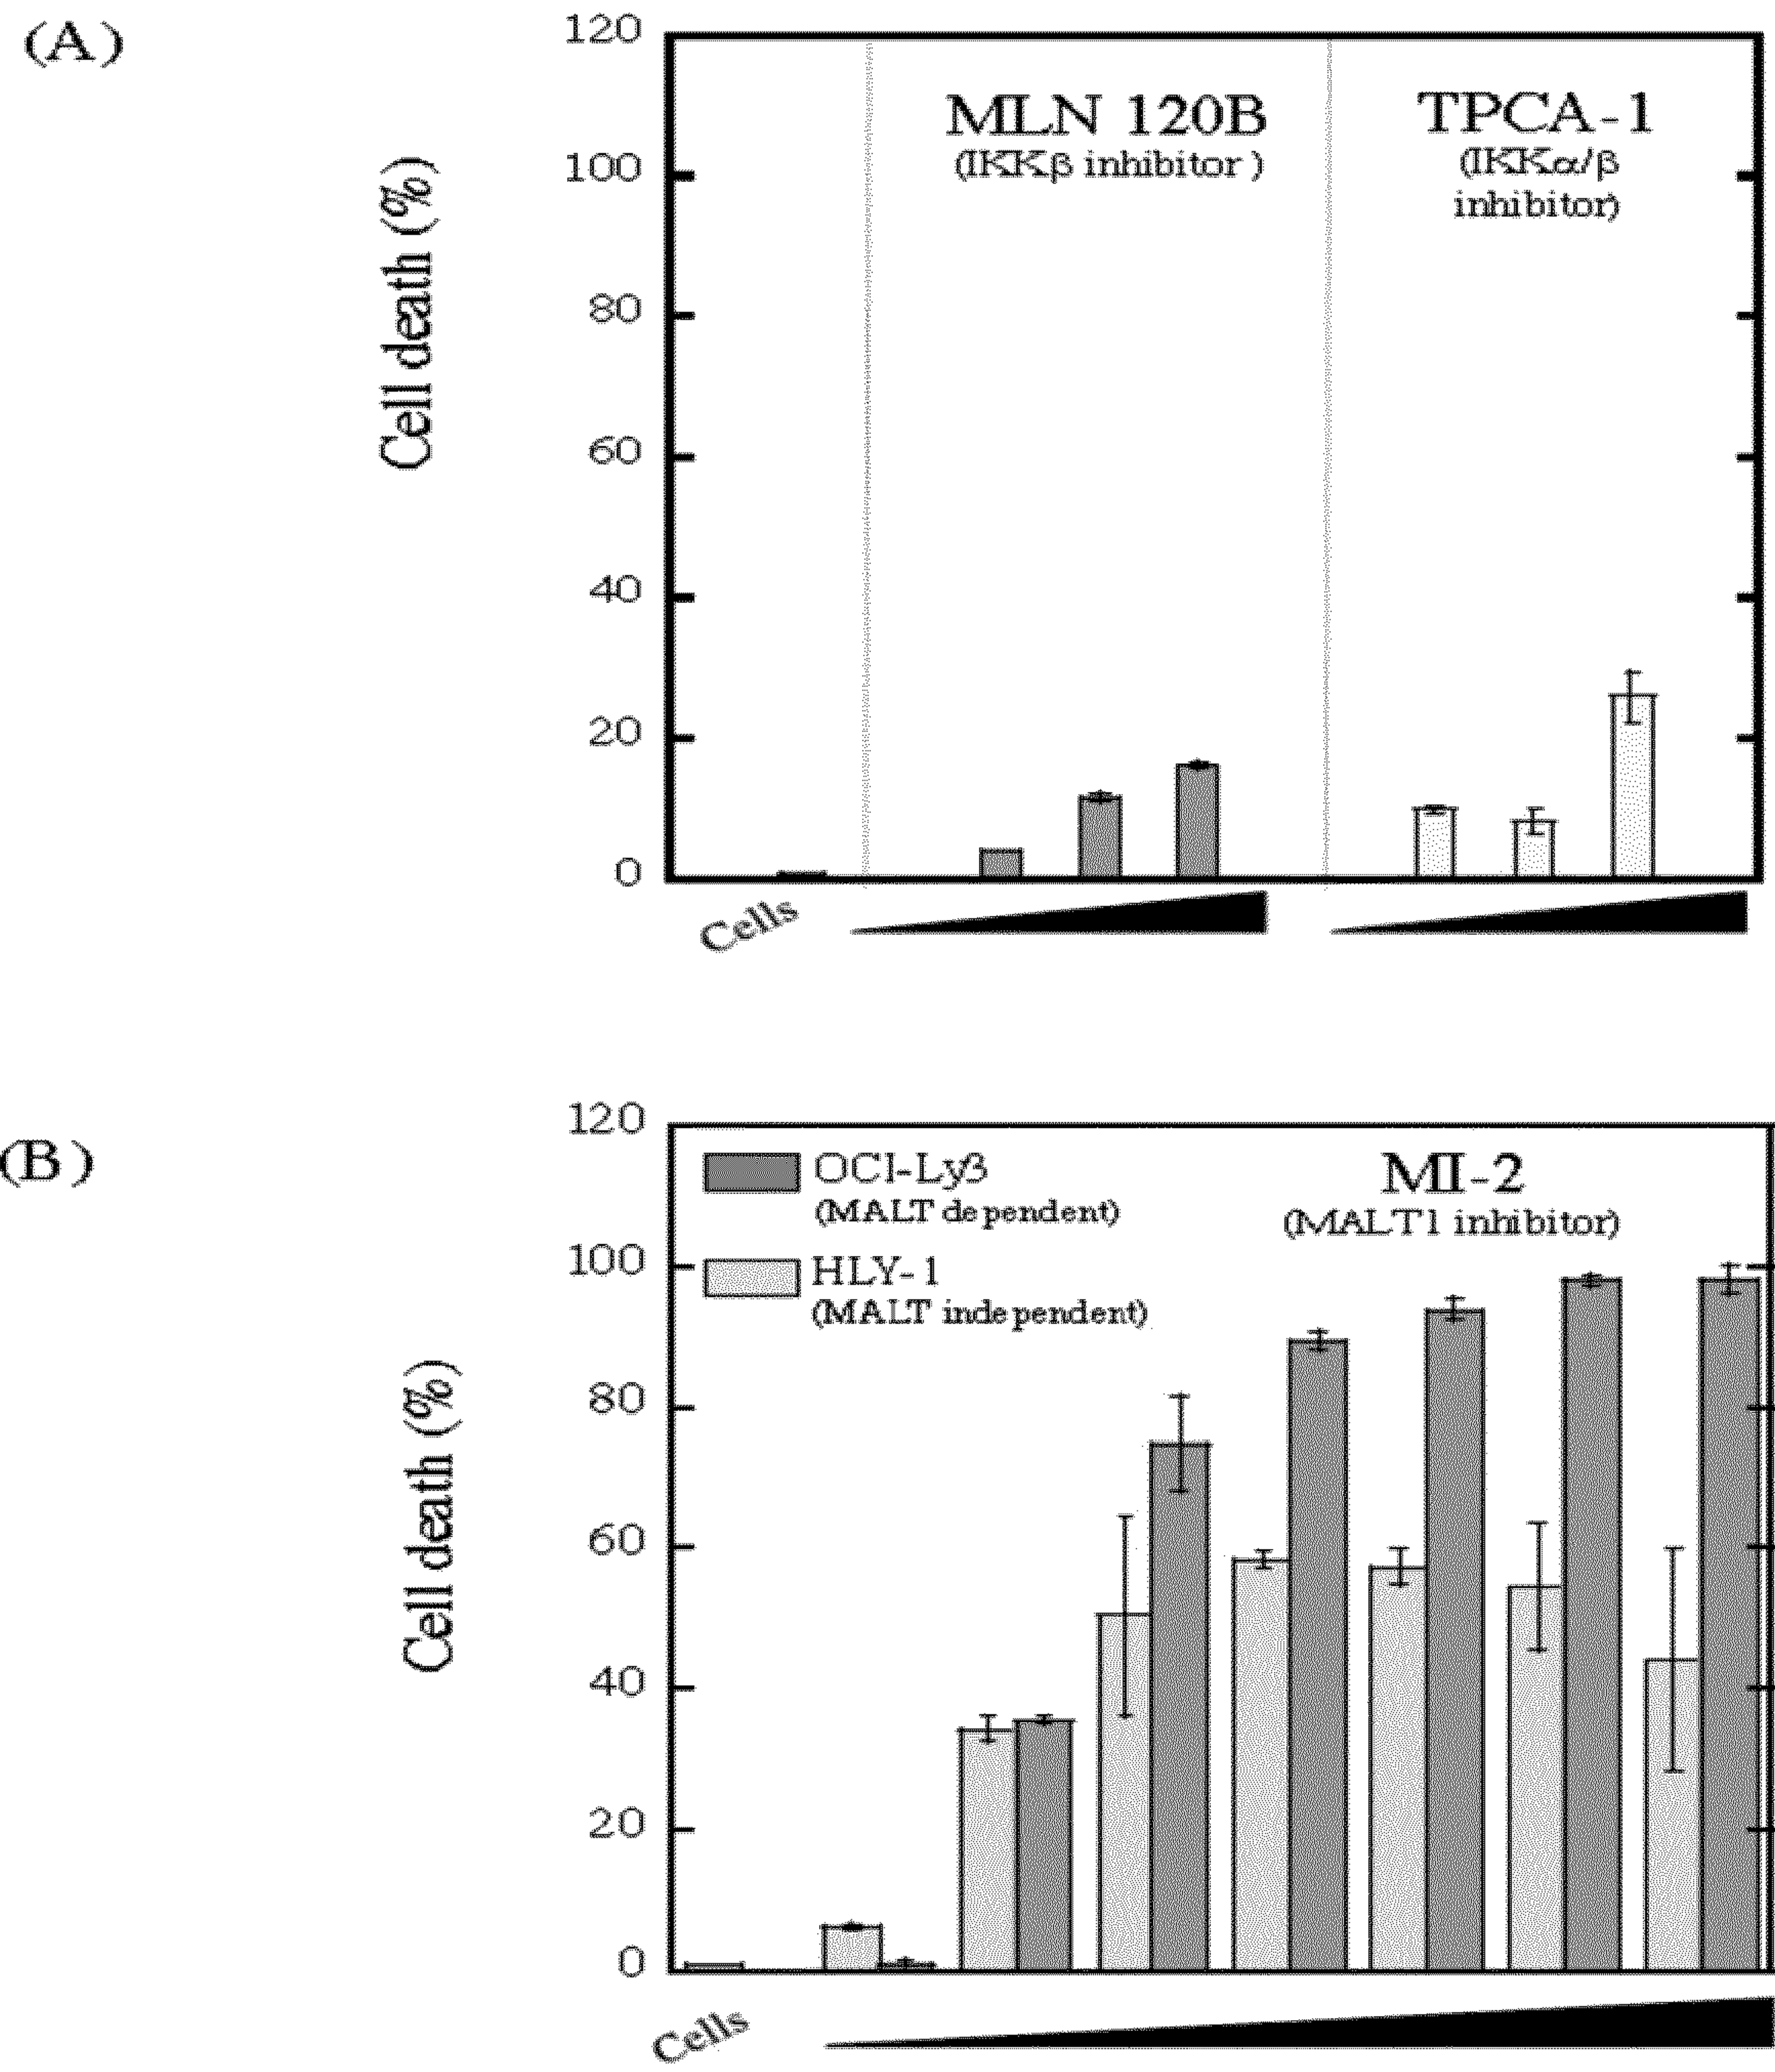 (A)
120
100
80
60
40
20
0
Cell death (%)
MLN 120B
(IKKβ inhibitor )
TPCA-1
(IKKα/β
inhibitor)
Cells
(B)
120
100
80
60
40
20
0
Cell death (%)
OCl-Ly3
(MALT dependent)
HLY-1
(MALT independent)
MI-2
(MALT1 inhibitor)
Cells